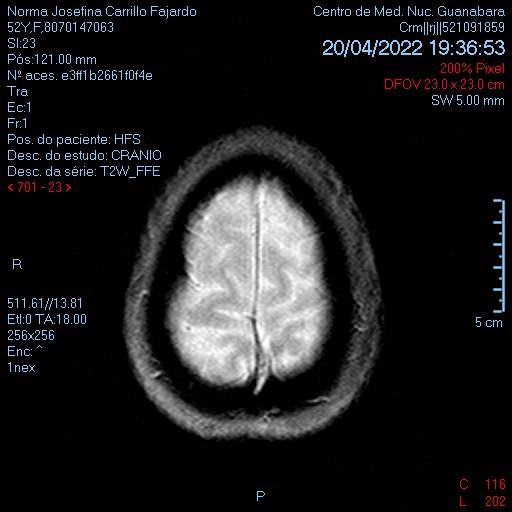 Norma Josefina Carrillo Fajardo
52Y,F,8070147063
Sl:23
Pós:121.00 mm
Nº aces. e3ff1b2661f0f4e
Tra
Ec:1
Fr:1
Pos. do paciente: HFS
Desc. do estudo: CRANIO
Desc. da série: T2W_FFE
< 701 - 23 >
Centro de Med. Nuc. Guanabara
Crm||rj||521091859
20/04/2022 19:36:53
200% Pixel
DFOV 23.0 x 23.0 cm
SW 5.00 mm
R
5 cm
511.61//13.81
Etl:0 TA:18.00
256x256
Enc: ^
1nex
P
C 116
L 202